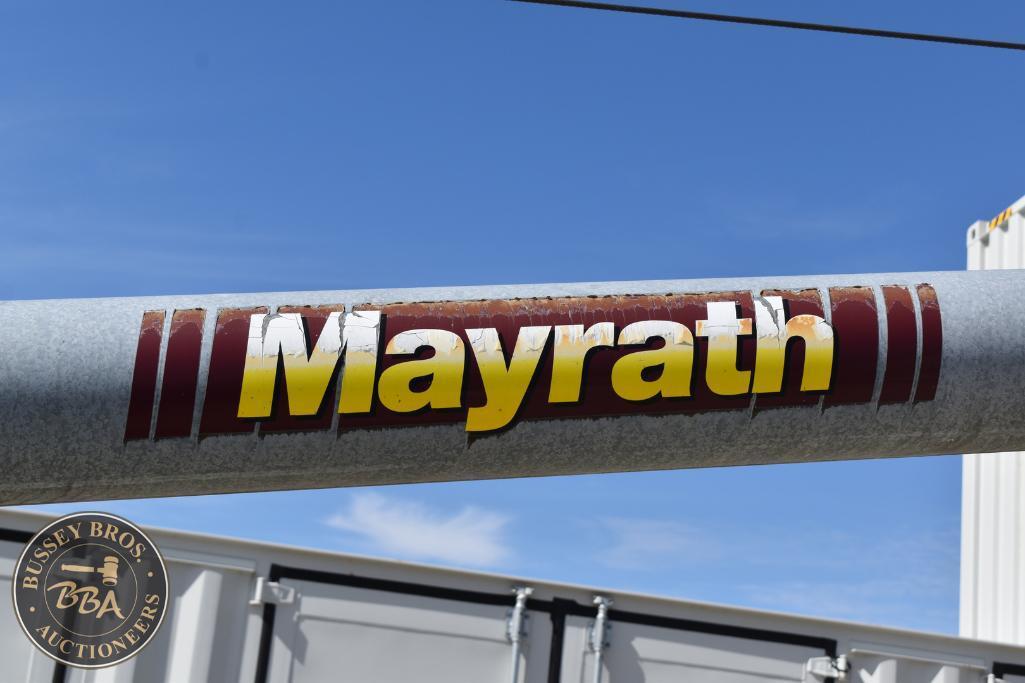 Mayrath
BUSSEY BROS.
BBA
AUCTIONEERS